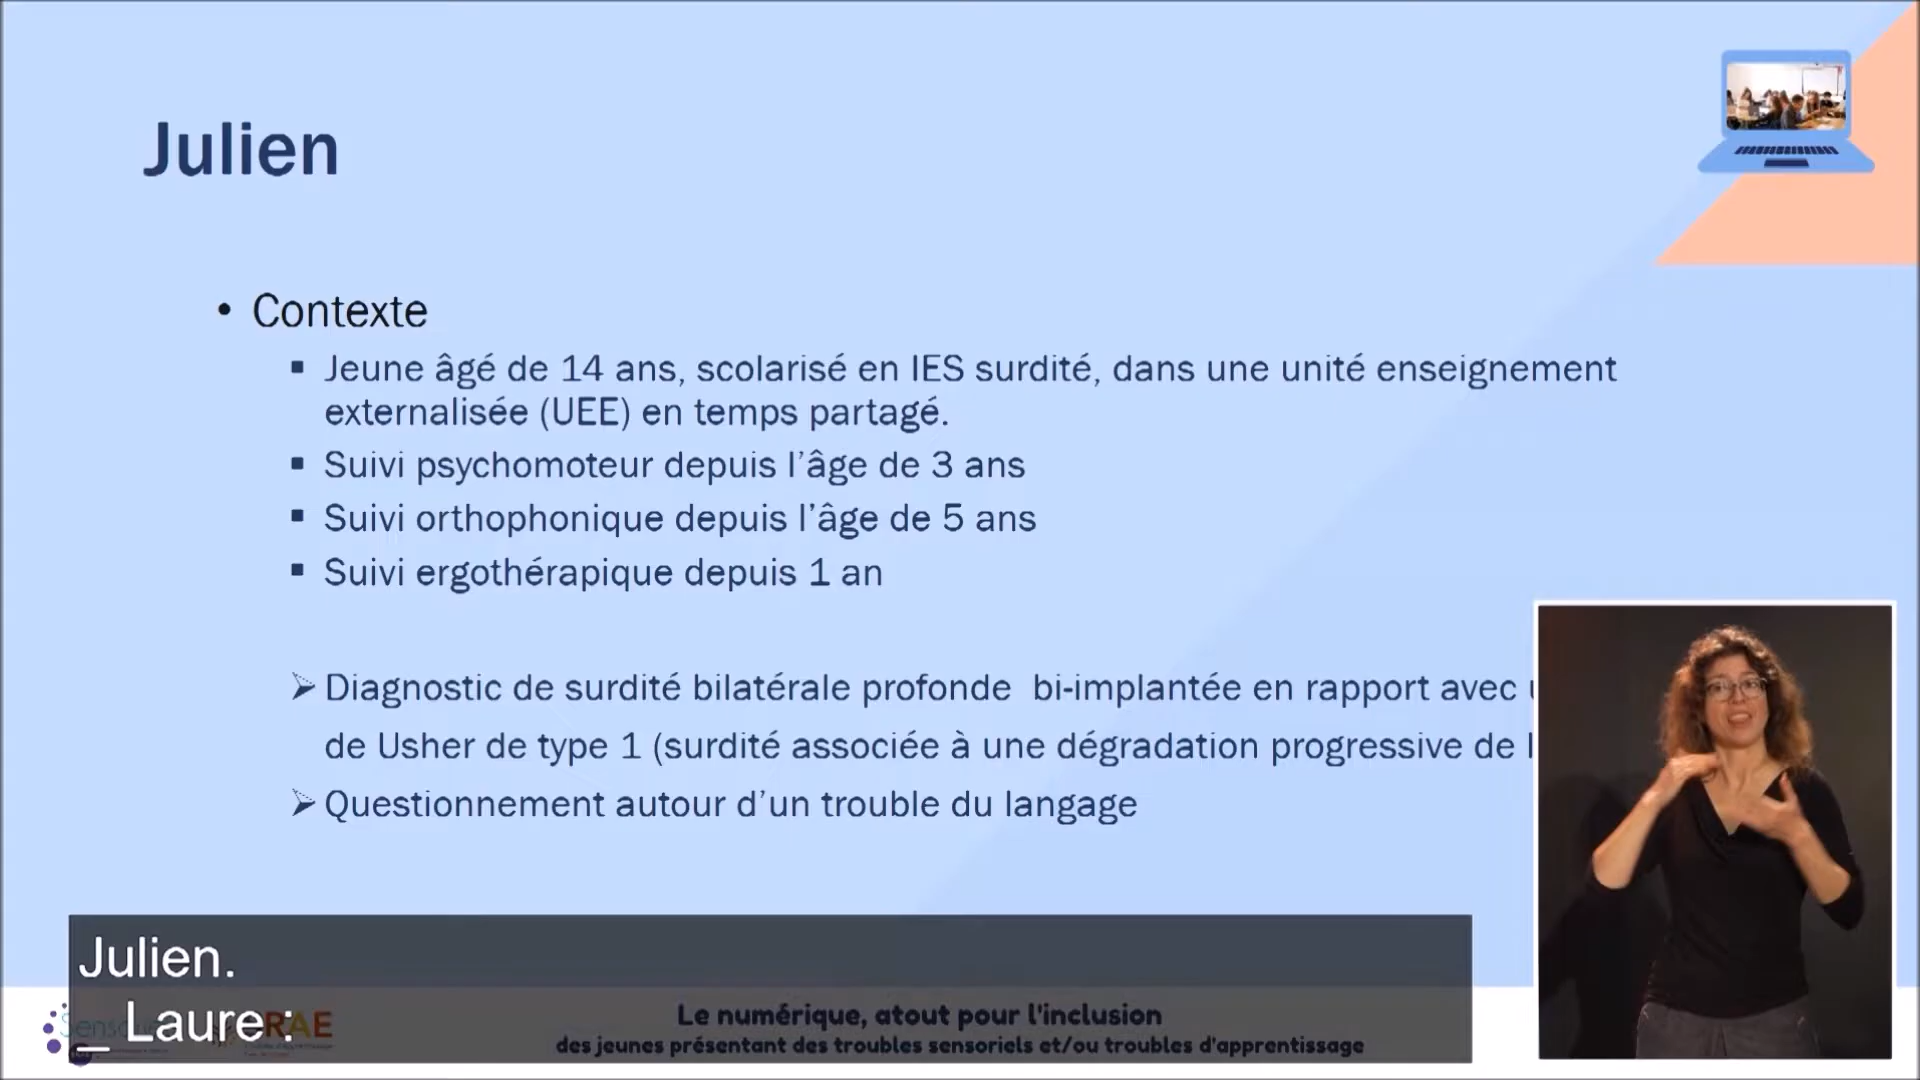 Julien
• Contexte
▪ Jeune âgé de 14 ans, scolarisé en IES surdité, dans une unité enseignement
externalisée (UEE) en temps partagé.
▪ Suivi psychomoteur depuis l’âge de 3 ans
▪ Suivi orthophonique depuis l’âge de 5 ans
▪ Suivi ergothérapique depuis 1 an
➢ Diagnostic de surdité bilatérale profonde bi-implantée en rapport avec
de Usher de type 1 (surdité associée à une dégradation progressive de
➢ Questionnement autour d’un trouble du langage
Julien.
_ Laure :
Le numérique, atout pour l'inclusion
des jeunes présentant des troubles sensoriels et/ou troubles d'apprentissage